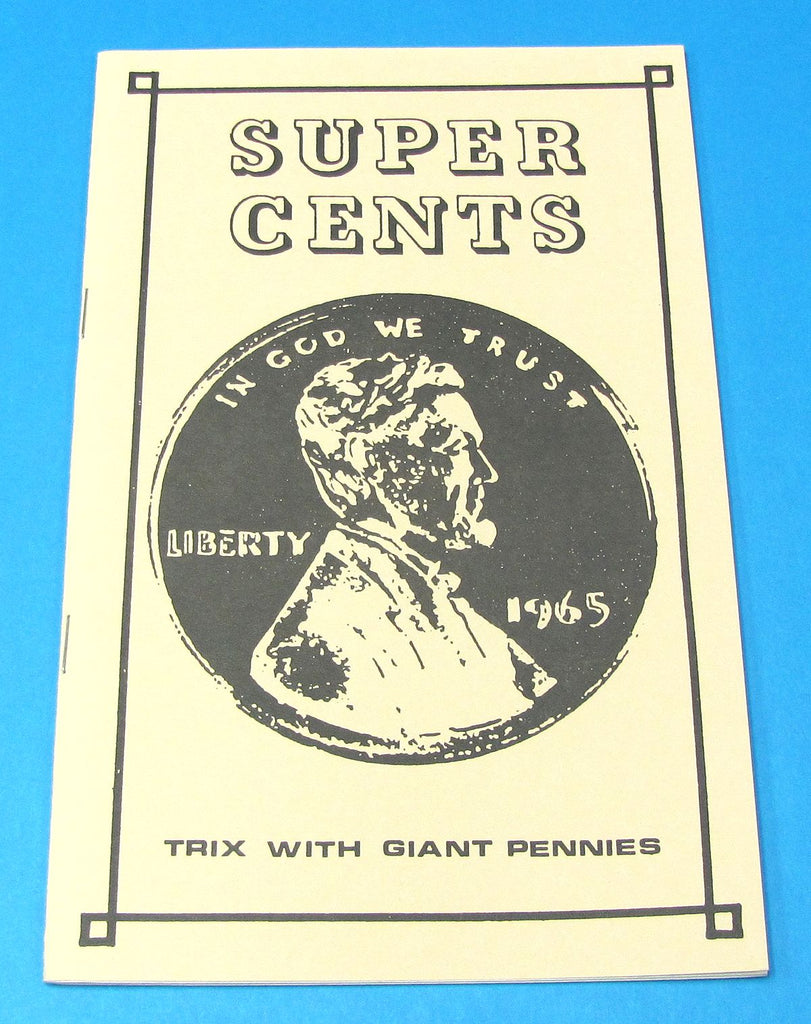 SUPER
CENTS
IN GOD WE TRUST
LIBERTY
1965
TRIX WITH GIANT PENNIES